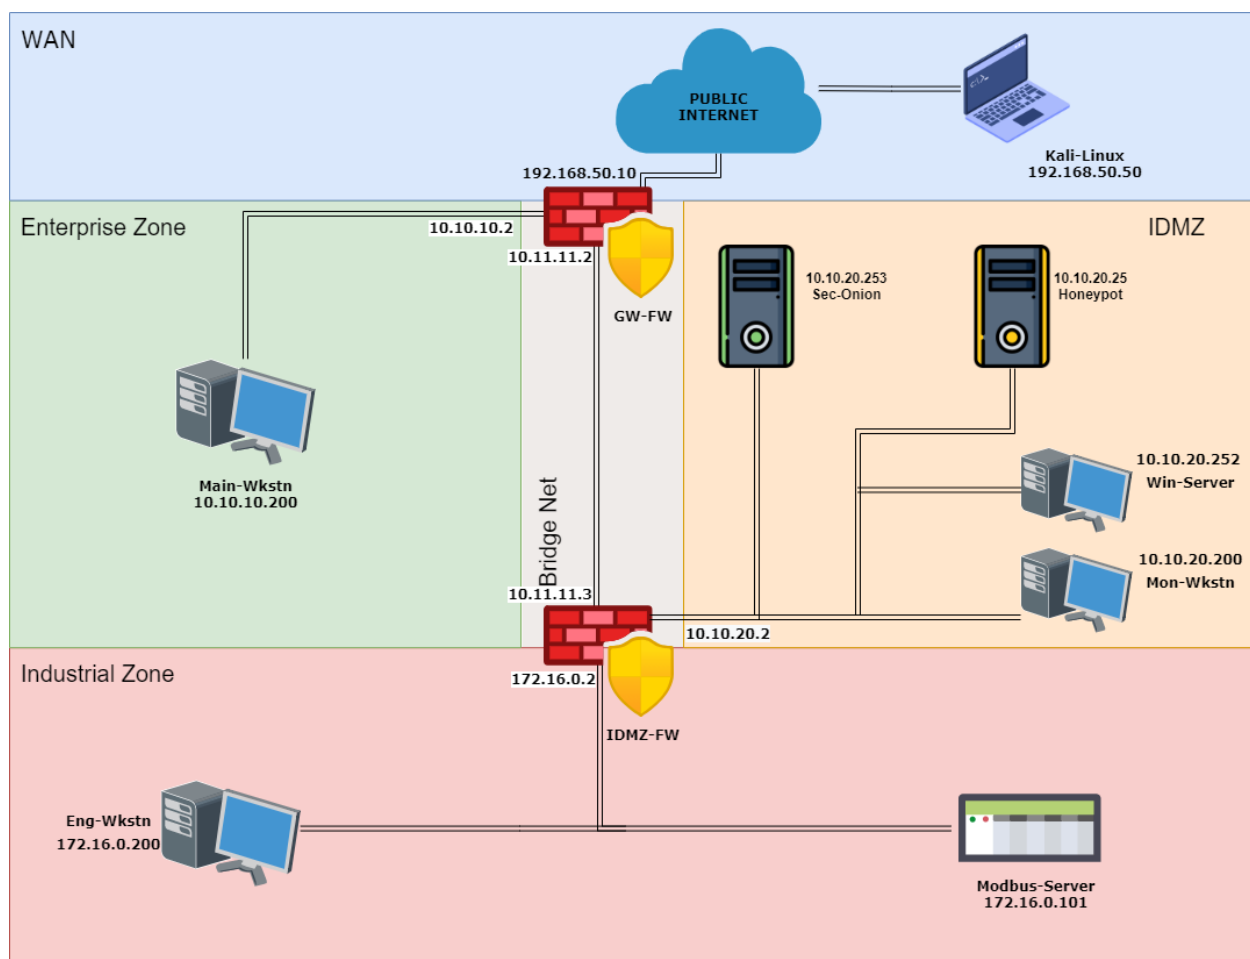 WAN
PUBLIC
INTERNET
Kali-Linux
192.168.50.50
192.168.50.10
Enterprise Zone
10.10.10.2
10.11.11.2
GW-FW
IDMZ
10.10.20.253
Sec-Onion
10.10.20.25
Honeypot
Main-Wkstn
10.10.10.200
10.10.20.252
Win-Server
Bridge Net
10.10.20.200
Mon-Wkstn
10.11.11.3
10.10.20.2
Industrial Zone
172.16.0.2
IDMZ-FW
Eng-Wkstn
172.16.0.200
Modbus-Server
172.16.0.101